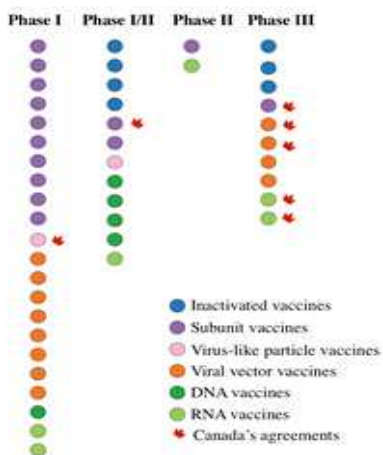 Phase I Phase I/II Phase II Phase III
Inactivated vaccines
Subunit vaccines
Virus-like particle vaccines
Viral vector vaccines
DNA vaccines
RNA vaccines
Canada's agreements